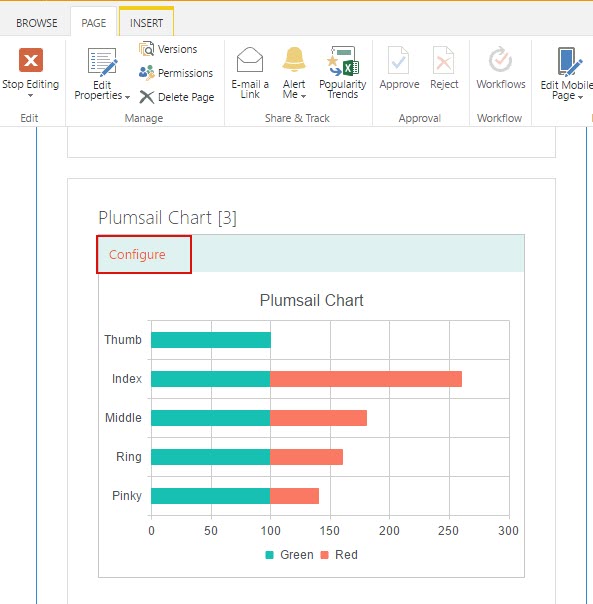 BROWSE PAGE INSERT
Stop Editing
Edit Properties
Versions
Permissions
Delete Page
E-mail a Link
Alert Me
Popularity Trends
Approve
Reject
Workflows
Edit Mobile Page
Edit
Manage
Share & Track
Approval
Workflow
Plumsail Chart [3]
Configure
Plumsail Chart
Thumb
Index
Middle
Ring
Pinky
0 50 100 150 200 250 300
Green Red